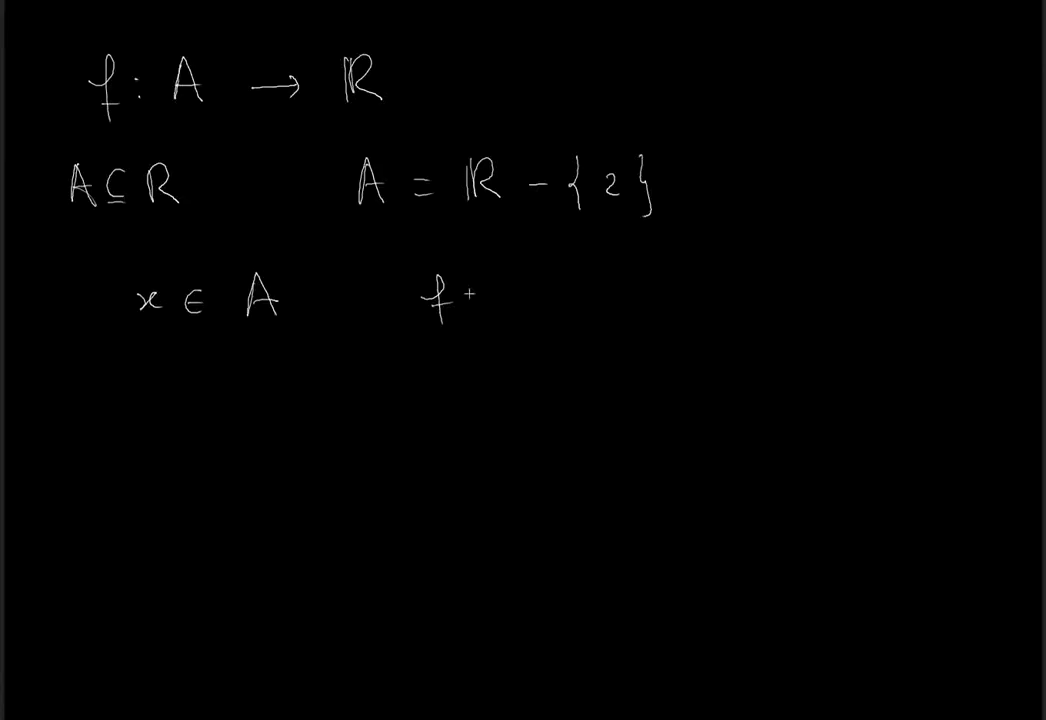 f : A → ℝ
A ⊆ R A = ℝ - { 2 }
x ∈ A f